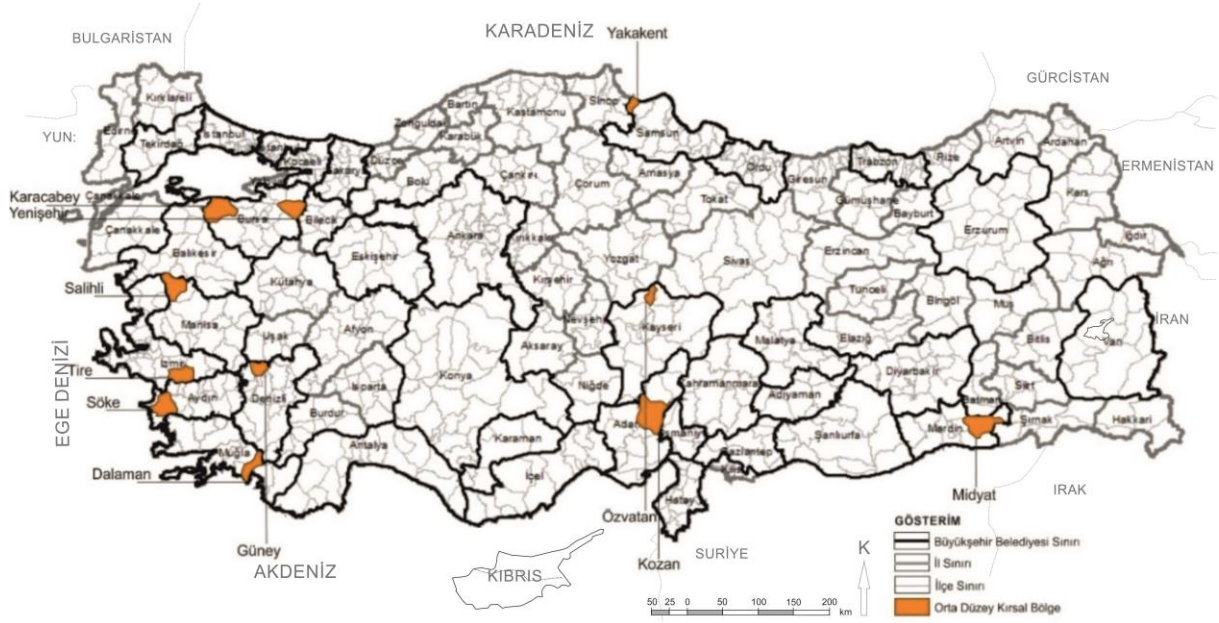 KARADENİZ
Yakakent
BULGARİSTAN
GÜRCİSTAN
YUN:
ERMENİSTAN
Kırklareli
Tekirdağ
İstanbul
Kocaeli
Düzce
Bolu
Zonguldak
Bartın
Karabük
Kastamonu
Çankırı
Sinop
Samsun
Çorum
Amasya
Tokat
Ordu
Giresun
Trabzon
Gümüşhane
Bayburt
Rize
Artvin
Ardahan
Kars
Iğdır
Ağrı
Erzurum
Erzincan
Karacabey
Yenişehir
Çanakkale
Çanakkale
Bursa
Bilecik
Balıkesir
Eskişehir
Ankara
Kırşehir
Yozgat
Sivas
Tunceli
Bingöl
Muş
Kütahya
Salihli
Manisa
Uşak
Afyon
Nevşehir
Kayseri
Malatya
Elazığ
Bitlis
Van
İRAN
EGE DENİZİ
Tire
İzmir
Söke
Aydın
Denizli
Isparta
Burdur
Konya
Aksaray
Niğde
Adıyaman
Diyarbakır
Batman
Siirt
Şırnak
Hakkari
Mardin
Şanlıurfa
Gaziantep
Kilis
Hatay
Karaman
İçel
Antalya
Muğla
Dalaman
Güney
AKDENİZ
KIBRIS
Özvatan
Kozan
SURİYE
Midyat
IRAK
K
GÖSTERİM
Büyükşehir Belediyesi Sınırı
İl Sınırı
İlçe Sınırı
Orta Düzey Kırsal Bölge
50 25 0 50 100 150 200
km